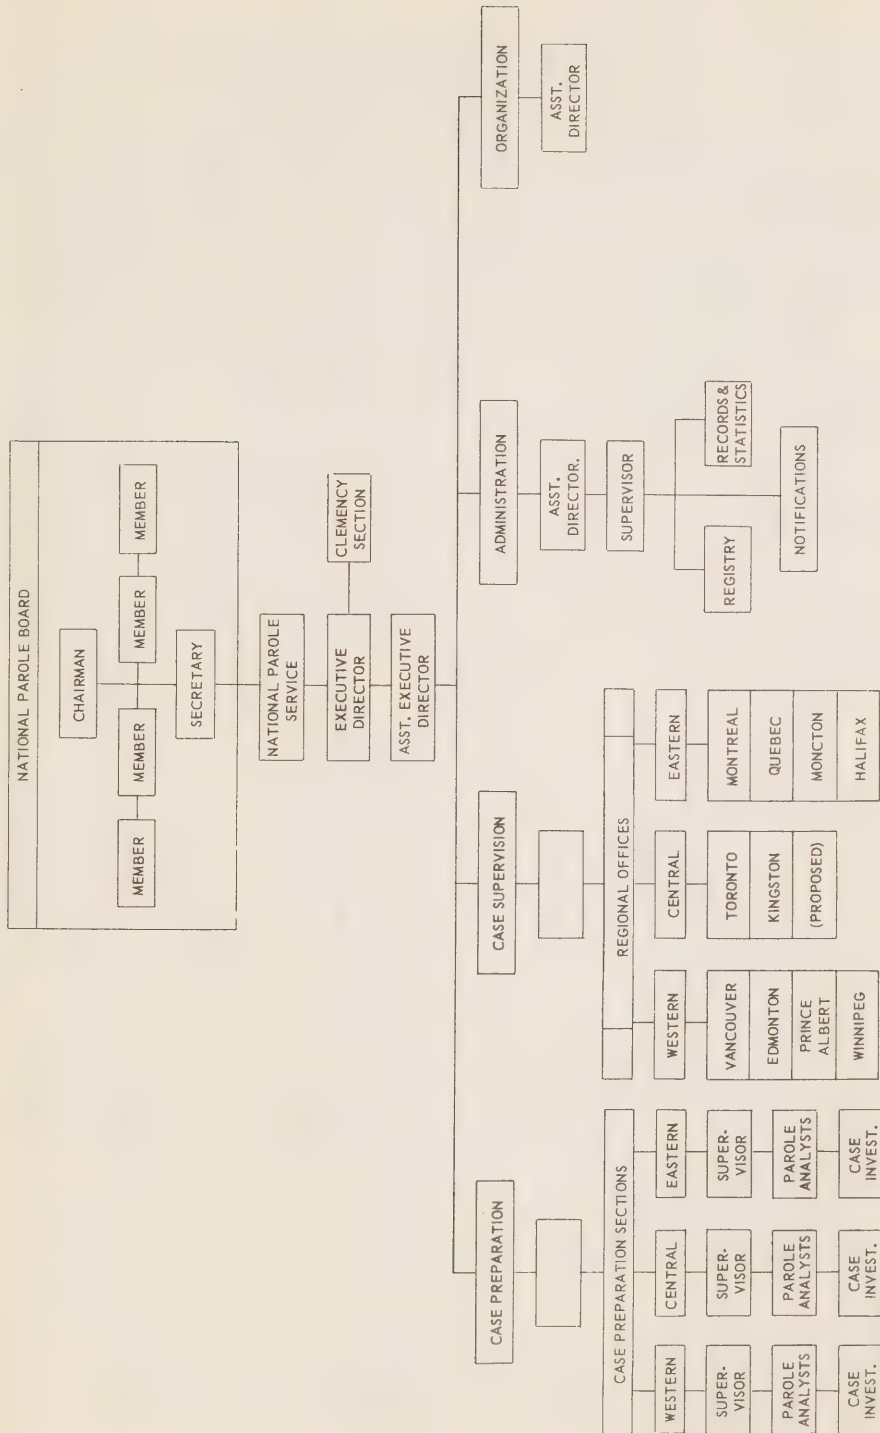 NATIONAL PAROLE BOARD
CHAIRMAN
MEMBER
MEMBER
MEMBER
MEMBER
SECRETARY
NATIONAL PAROLE
SERVICE
EXECUTIVE
DIRECTOR
CLEMENCY
SECTION
ASST. EXECUTIVE
DIRECTOR
CASE PREPARATION
CASE PREPARATION SECTIONS
WESTERN
SUPER-
VISOR
PAROLE
ANALYSTS
CASE
INVEST.
CENTRAL
SUPER-
VISOR
PAROLE
ANALYSTS
CASE
INVEST.
EASTERN
SUPER-
VISOR
PAROLE
ANALYSTS
CASE
INVEST.
CASE SUPERVISION
REGIONAL OFFICES
WESTERN
VANCOUVER
EDMONTON
PRINCE
ALBERT
WINNIPEG
CENTRAL
TORONTO
KINGSTON
(PROPOSED)
EASTERN
MONTREAL
QUEBEC
MONCTON
HALIFAX
ADMINISTRATION
ASST.
DIRECTOR.
SUPERVISOR
REGISTRY
RECORDS &
STATISTICS
NOTIFICATIONS
ORGANIZATION
ASST.
DIRECTOR